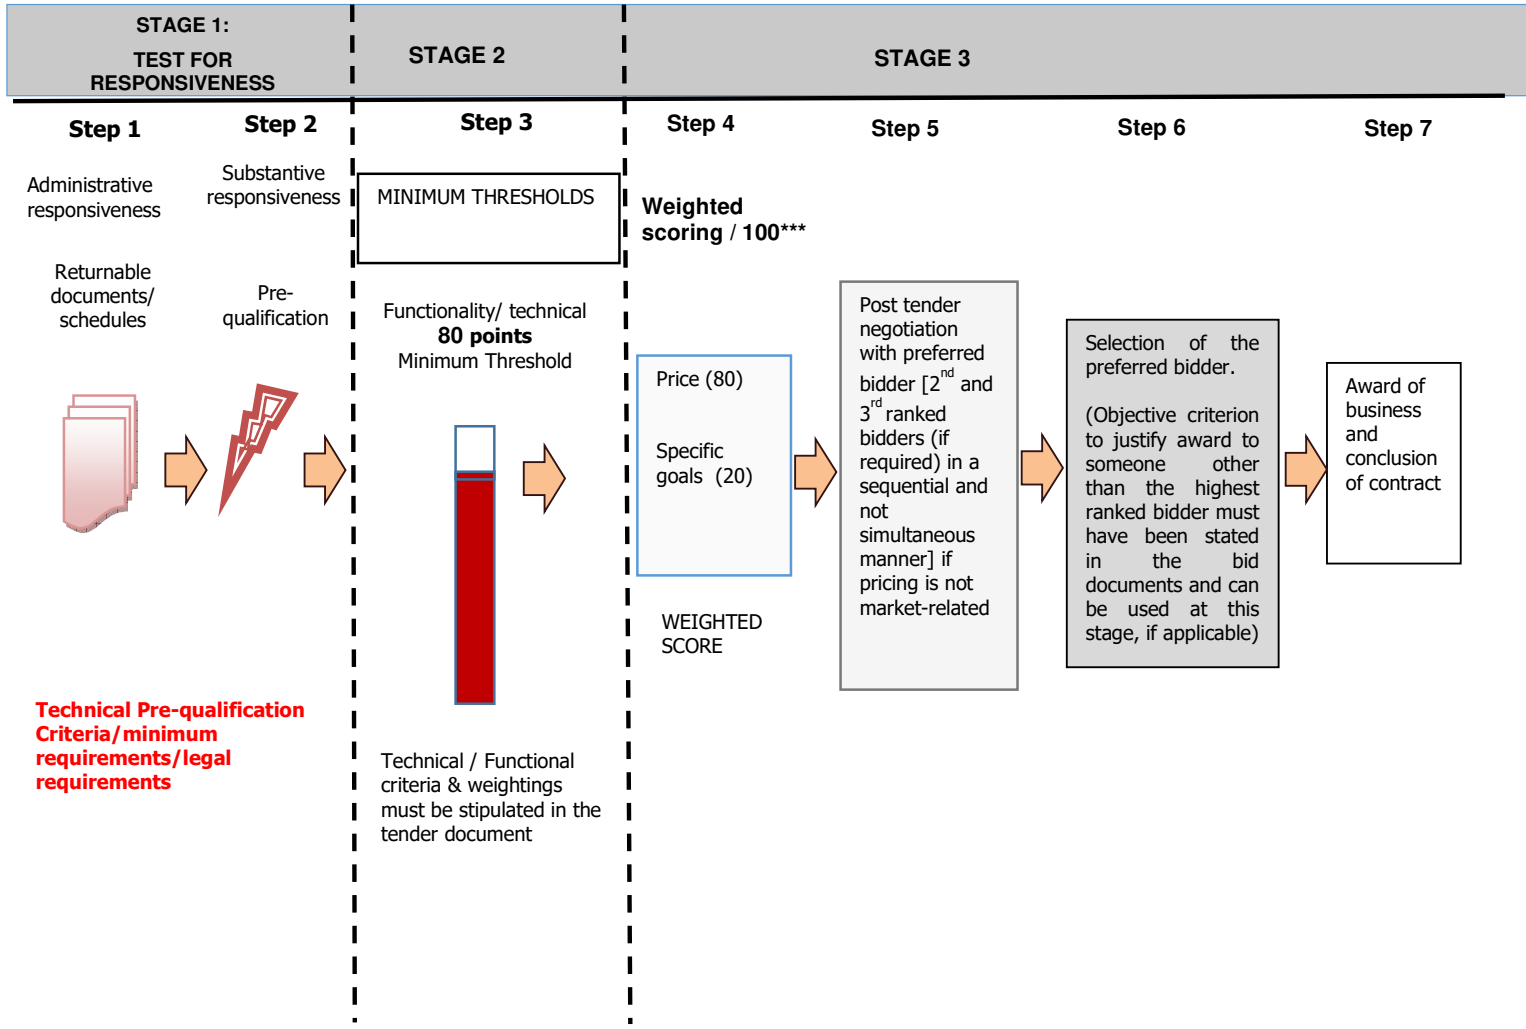 STAGE 1:
TEST FOR
RESPONSIVENESS
STAGE 2
STAGE 3
Step 1
Step 2
Step 3
Step 4
Step 5
Step 6
Step 7
Administrative
responsiveness
Returnable
documents/
schedules
Substantive
responsiveness
Pre-
qualification
Technical Pre-qualification
Criteria/minimum
requirements/legal
requirements
MINIMUM THRESHOLDS
Functionality/ technical
80 points
Minimum Threshold
Technical / Functional
criteria & weightings
must be stipulated in the
tender document
Weighted
scoring / 100***
Price (80)
Specific
goals (20)
WEIGHTED
SCORE
Post tender
negotiation
with preferred
bidder [2nd and
3rd ranked
bidders (if
required) in a
sequential and
not
simultaneous
manner] if
pricing is not
market-related
Selection of the
preferred bidder.
(Objective criterion
to justify award to
someone other
than the highest
ranked bidder must
have been stated
in the bid
documents and can
be used at this
stage, if applicable)
Award of
business
and
conclusion
of contract